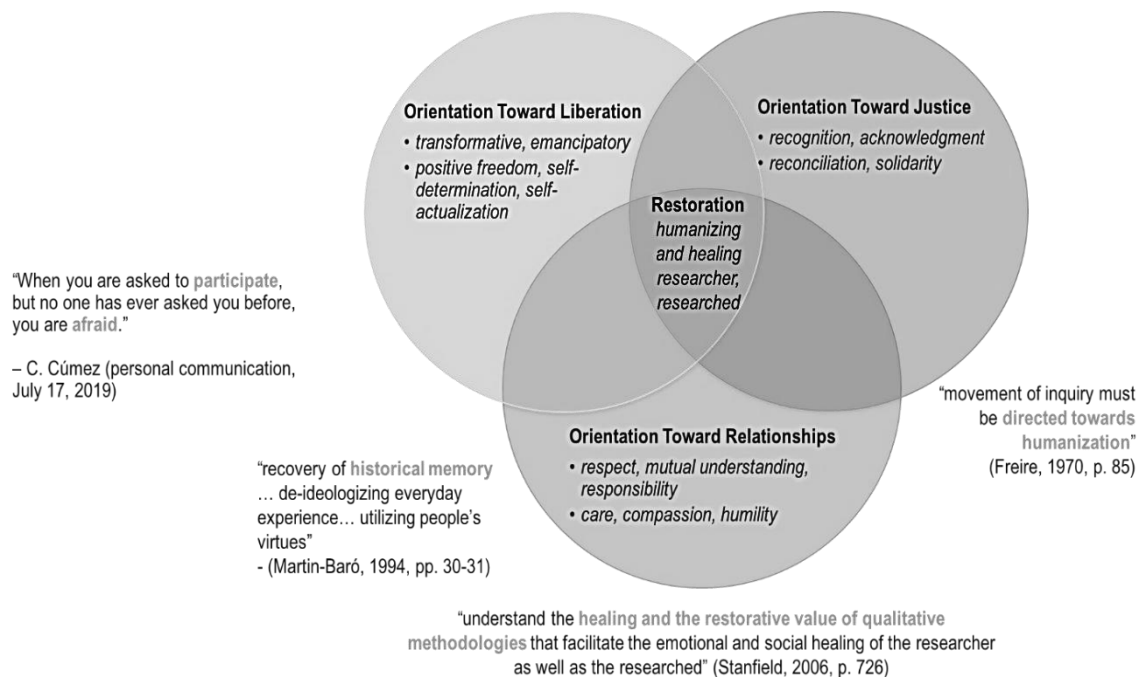 Orientation Toward Liberation
• transformative, emancipatory
• positive freedom, self-
determination, self-
actualization
Orientation Toward Justice
• recognition, acknowledgment
• reconciliation, solidarity
Restoration
humanizing
and healing
researcher,
researched
“When you are asked to participate,
but no one has ever asked you before,
you are afraid.”
– C. Cúmez (personal communication,
July 17, 2019)
“movement of inquiry must
be directed towards
humanization”
(Freire, 1970, p. 85)
Orientation Toward Relationships
• respect, mutual understanding,
responsibility
• care, compassion, humility
“recovery of historical memory
… de-ideologizing everyday
experience… utilizing people’s
virtues”
- (Martin-Baró, 1994, pp. 30-31)
“understand the healing and the restorative value of qualitative
methodologies that facilitate the emotional and social healing of the researcher
as well as the researched” (Stanfield, 2006, p. 726)